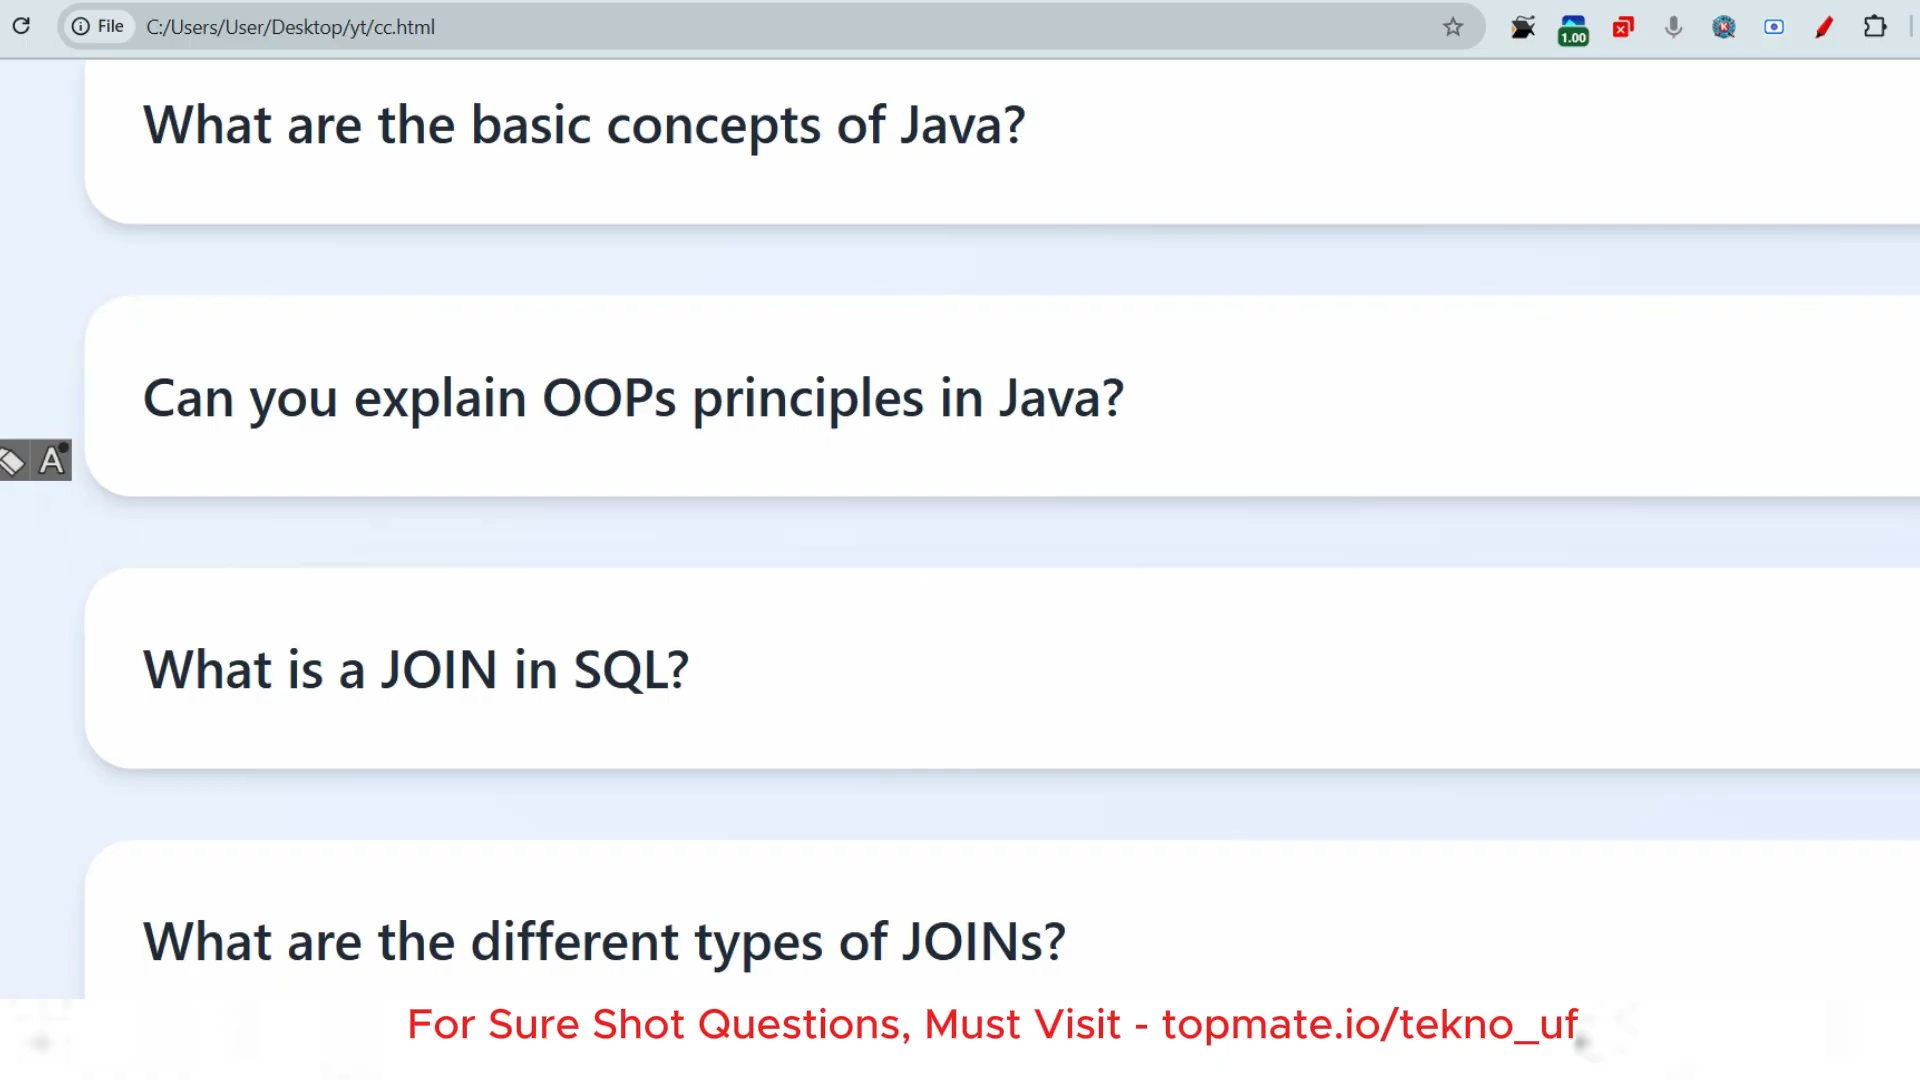 File C:/Users/User/Desktop/yt/cc.html
1.00
What are the basic concepts of Java?
Can you explain OOPs principles in Java?
A
What is a JOIN in SQL?
What are the different types of JOINs?
For Sure Shot Questions, Must Visit - topmate.io/tekno_uf